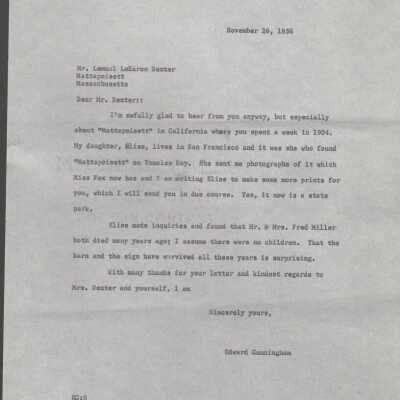 November 26, 1956
Mr. Lemuel LeBaron Dexter
Mattapoisett
Massachusetts
Dear Mr. Dexter:
I'm awfully glad to hear from you anyway, but especially
about "Mattapoisett" in California where you spent a week in 1904.
My daughter, Elise, lives in San Francisco and it was she who found
"Mattapoisett" on Tomales Bay. She sent me photographs of it which
Miss Fox now has and I am writing Elise to make some more prints for
you, which I will send you in due course. Yes, it now is a state
park.
Elise made inquiries and found that Mr. & Mrs. Fred Miller
both died many years ago; I assume there were no children. That the
barn and the sign have survived all these years is surprising.
With many thanks for your letter and kindest regards to
Mrs. Dexter and yourself, I am
Sincerely yours,
Edward Cunningham